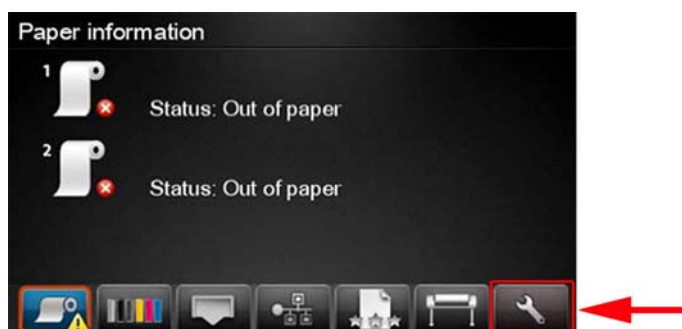 Paper information
1
Status: Out of paper
2
Status: Out of paper